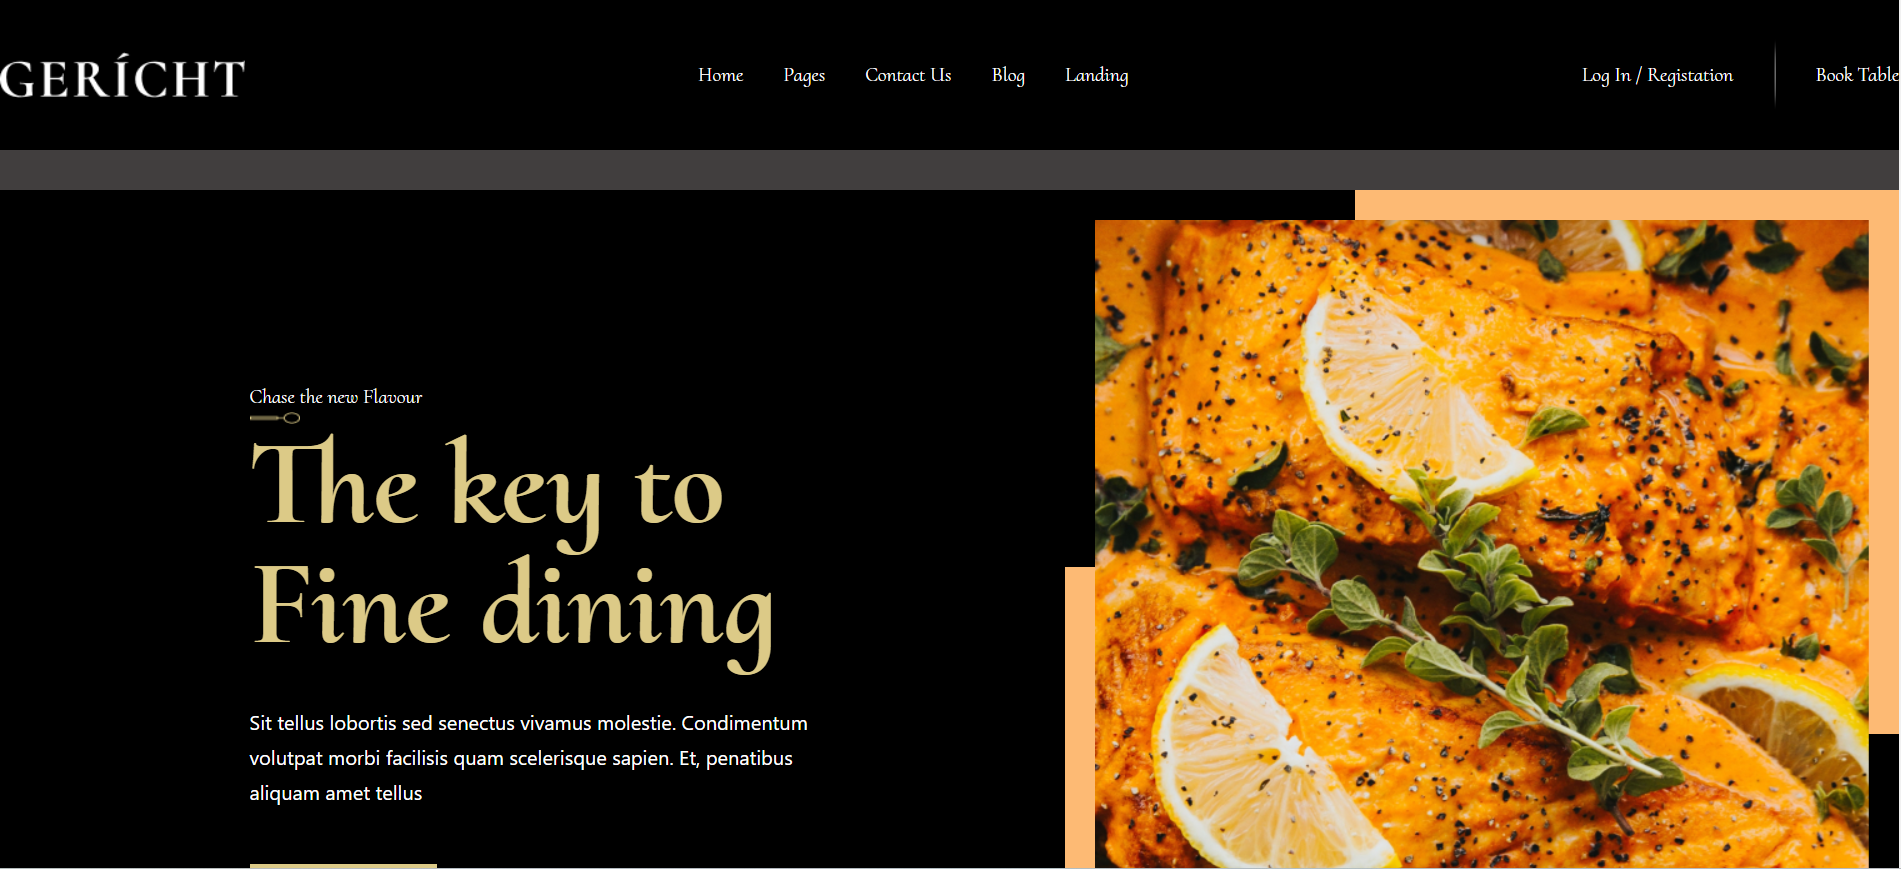 GERÍCHT
Home Pages Contact Us Blog Landing
Log In / Registation
Book Table
Chase the new Flavour
The key to
Fine dining
Sit tellus lobortis sed senectus vivamus molestie. Condimentum
volutpat morbi facilisis quam scelerisque sapien. Et, penatibus
aliquam amet tellus